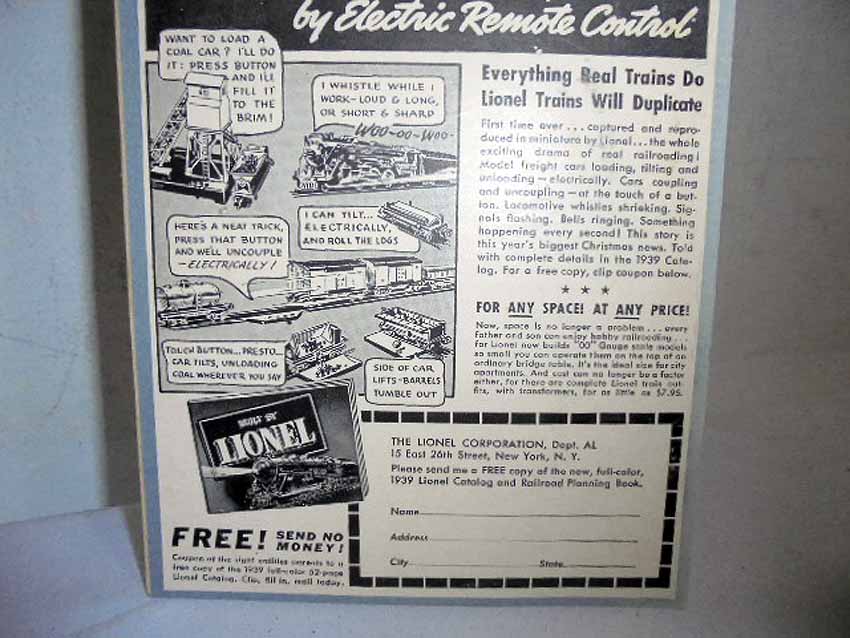 by Electric Remote Control
WANT TO LOAD A
COAL CAR? I'LL DO
IT: PRESS BUTTON
AND I'LL
FILL IT
TO THE
BRIM!
I WHISTLE WHILE I
WORK-LOUD & LONG,
OR SHORT & SHARP
WOO-OO-WOO-
I CAN TILT...
ELECTRICALLY,
AND ROLL THE LOGS
HERE'S A NEAT TRICK,
PRESS THAT BUTTON
AND WE'LL UNCOUPLE
-ELECTRICALLY!
TOUCH BUTTON...PRESTO...
CAR TILTS, UNLOADING
COAL WHEREVER YOU SAY
SIDE OF CAR
LIFTS-BARRELS
TUMBLE OUT
Everything Real Trains Do
Lionel Trains Will Duplicate
First time ever...captured and repro-
duced in miniature by Lionel...the whole
exciting drama of real railroading!
Model freight cars loading, tilting and
unloading-electrically. Cars coupling
and uncoupling-at the touch of a but-
ton. Locomotive whistles shrieking. Sig-
nals flashing. Bells ringing. Something
happening every second! This story is
this year's biggest Christmas news. Told
with complete details in the 1939 Cata-
log. For a free copy, clip coupon below.
★ ★ ★
FOR ANY SPACE! AT ANY PRICE!
Now, space is no longer a problem...every
father and son can enjoy hobby railroading...
for Lionel now builds "OO" Gauge scale models
so small you can operate them on the top of an
ordinary bridge table. It's the ideal size for city
apartments. And cost can no longer be a factor
either, for there are complete Lionel train out-
fits, with transformers, for as little as $7.95.
BUILT BY
LIONEL
FREE! SEND NO
MONEY!
Coupon at the right entitles parents to a
free copy of the 1939 full-color 52-page
Lionel Catalog. Clip, fill in, mail today.
THE LIONEL CORPORATION, Dept. AL
15 East 26th Street, New York, N. Y.
Please send me a FREE copy of the new, full-color,
1939 Lionel Catalog and Railroad Planning Book.
Name
Address
City State